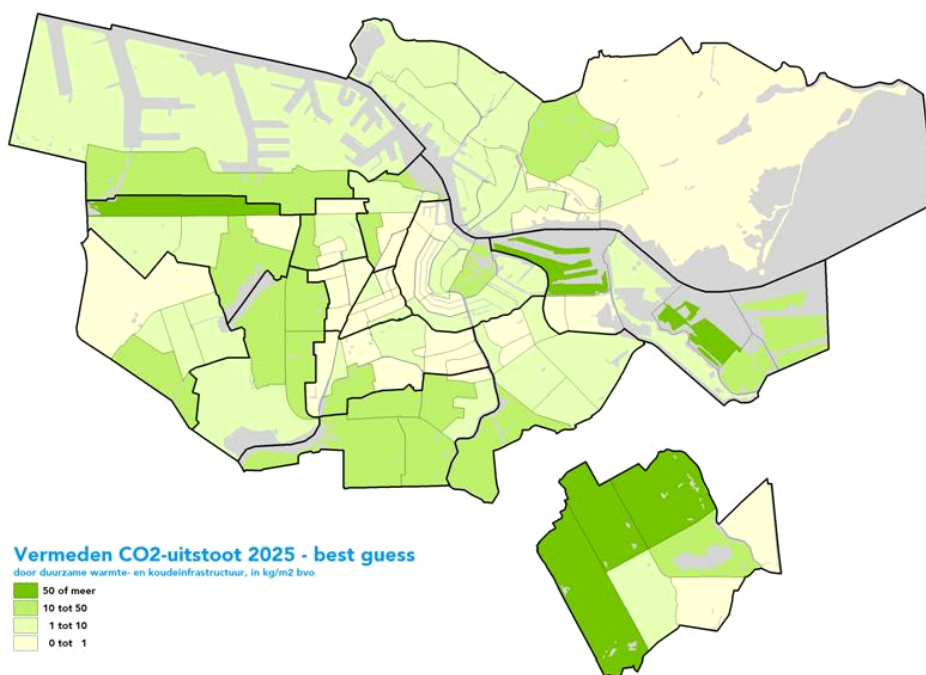 Vermeden CO2-uitstoot 2025 - best guess
door duurzame warmte- en koudeinfrastructuur, in kg/m2 bvo
50 of meer
10 tot 50
1 tot 10
0 tot 1